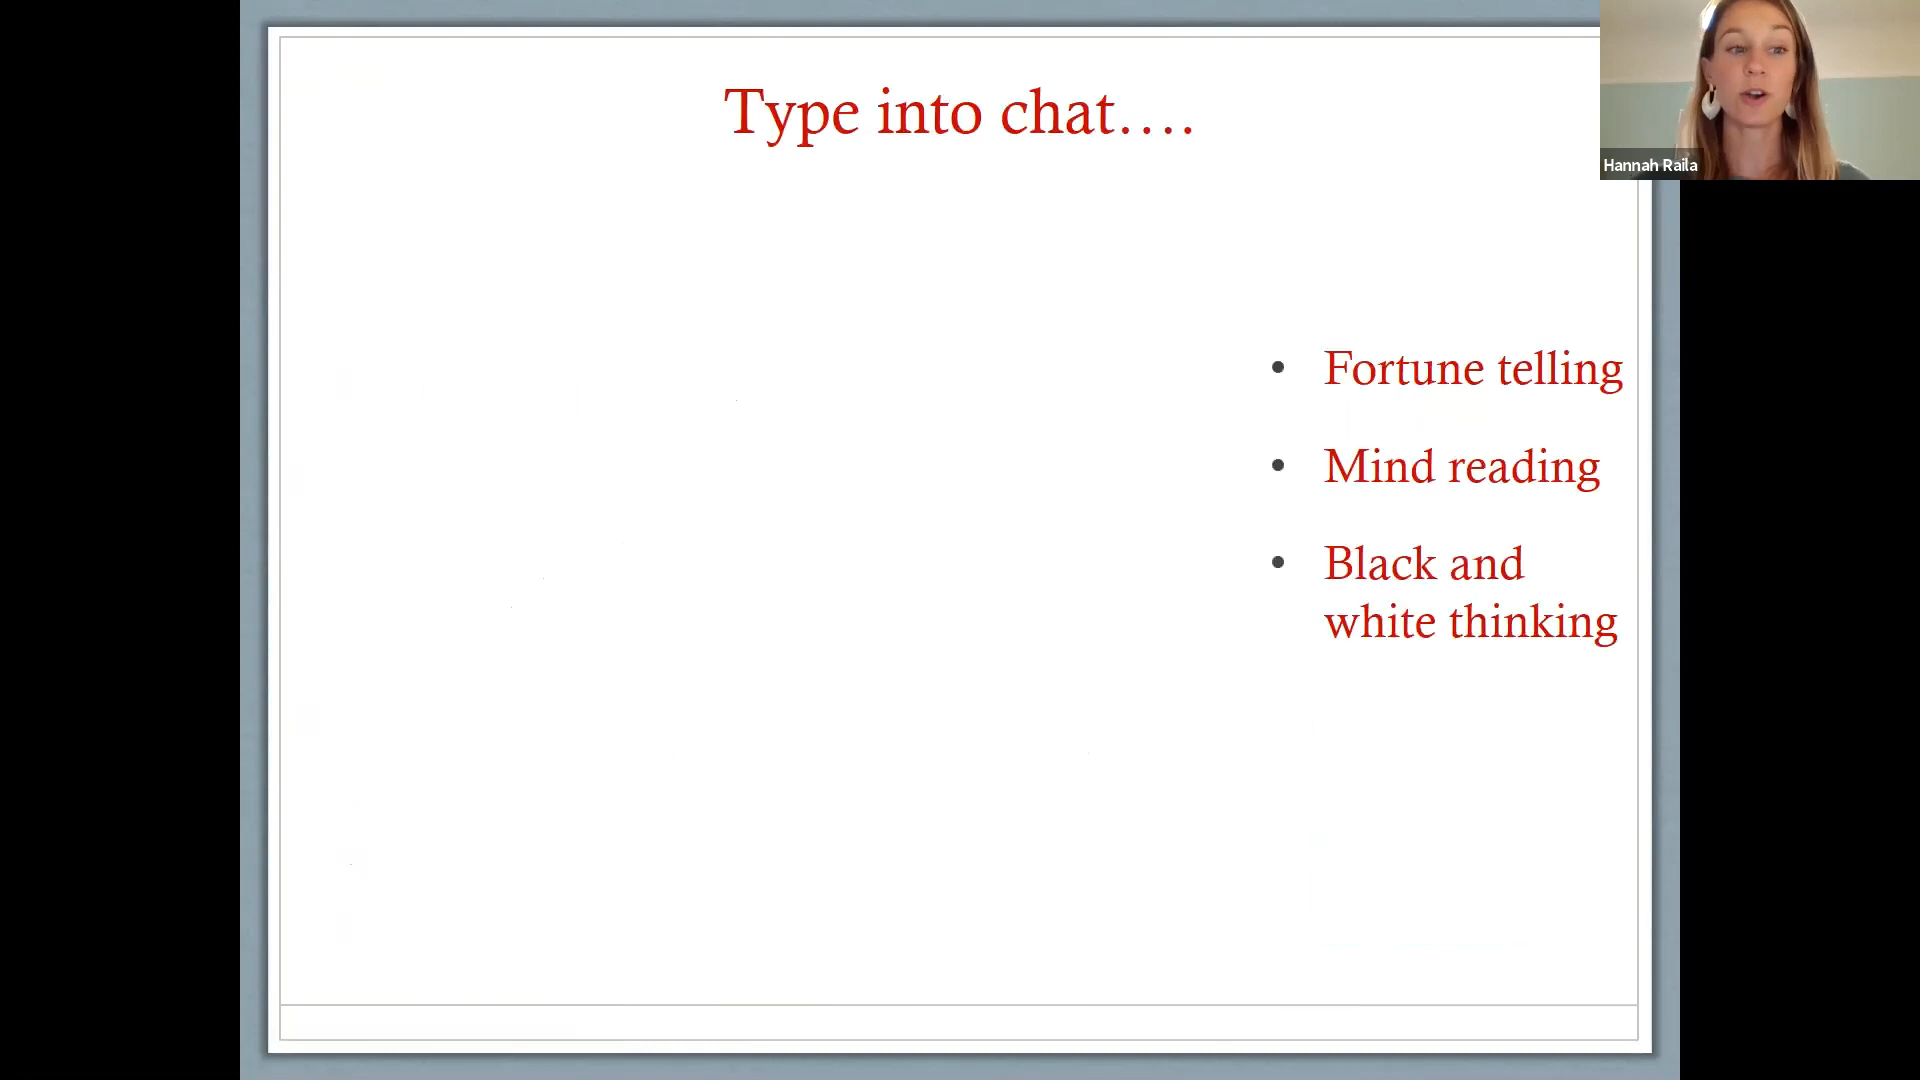 Type into chat....
Hannah Raila
• Fortune telling
• Mind reading
• Black and
white thinking